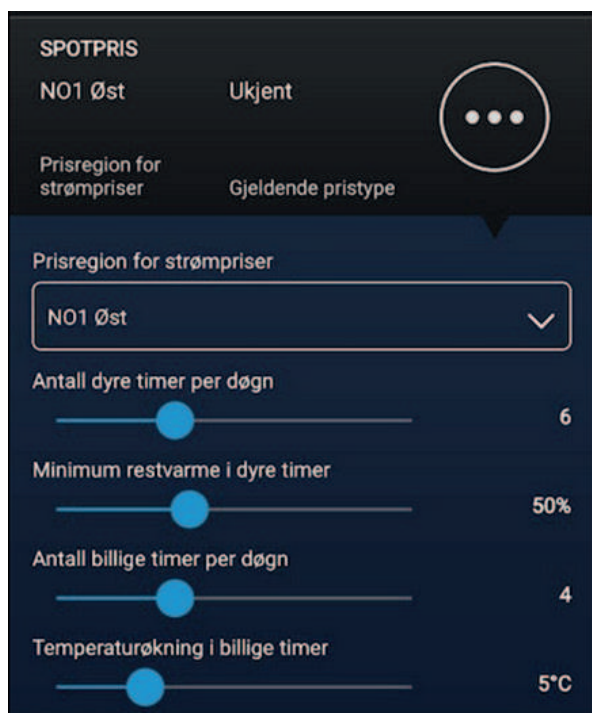 SPOTPRIS
NO1 Øst Ukjent
Prisregion for
strømpriser Gjeldende pristype
Prisregion for strømpriser
NO1 Øst
Antall dyre timer per døgn
6
Minimum restvarme i dyre timer
50%
Antall billige timer per døgn
4
Temperaturøkning i billige timer
5°C